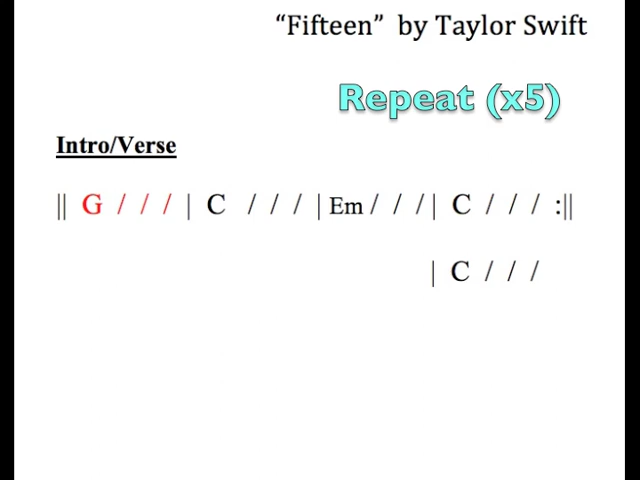 “Fifteen” by Taylor Swift
Repeat (x5)
Intro/Verse
|| G / / / | C / / / | Em / / / | C / / / :||
| C / / /